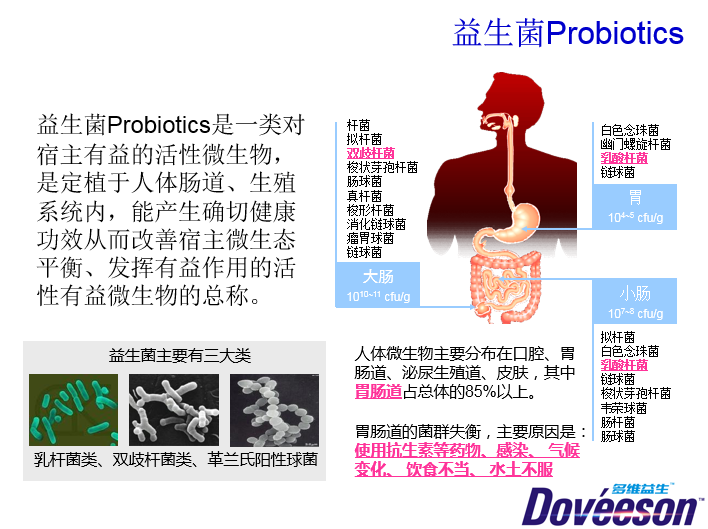 益生菌Probiotics
益生菌Probiotics是一类对
宿主有益的活性微生物，
是定植于人体肠道、生殖
系统内，能产生确切健康
功效从而改善宿主微生态
平衡、发挥有益作用的活
性有益微生物的总称。
杆菌
拟杆菌
双歧杆菌
梭状芽孢杆菌
肠球菌
真杆菌
梭形杆菌
消化链球菌
瘤胃球菌
链球菌
大肠
10¹⁰~¹¹ cfu/g
白色念珠菌
幽门螺旋杆菌
乳酸杆菌
链球菌
胃
10⁴~⁵ cfu/g
小肠
10⁷~⁸ cfu/g
拟杆菌
白色念珠菌
乳酸杆菌
链球菌
梭状芽孢杆菌
韦荣球菌
肠杆菌
肠球菌
益生菌主要有三大类
乳杆菌类、双歧杆菌类、革兰氏阳性球菌
人体微生物主要分布在口腔、胃
肠道、泌尿生殖道、皮肤，其中
胃肠道占总体的85%以上。
胃肠道的菌群失衡，主要原因是：
使用抗生素等药物、感染、 气候
变化、 饮食不当、 水土不服
多维益生™
Dovéeson™